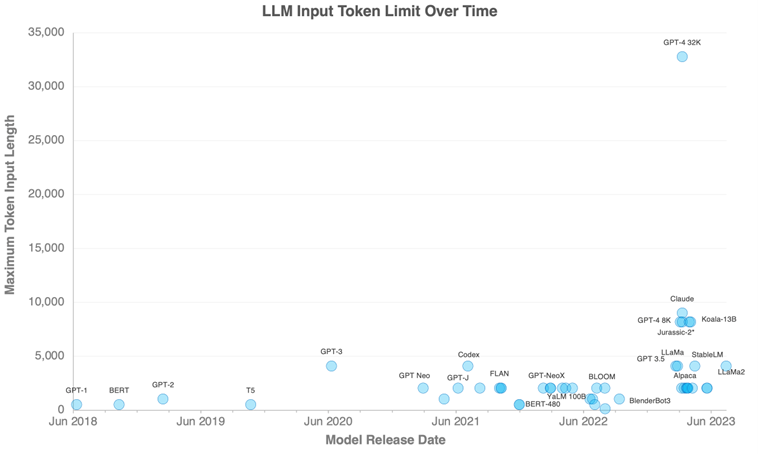 LLM Input Token Limit Over Time
Maximum Token Input Length
35,000
30,000
25,000
20,000
15,000
10,000
5,000
0
GPT-4 32K
Claude
GPT-4 8K
Koala-13B
Jurassic-2*
GPT-3
Codex
GPT 3.5
LLaMa
StableLM
GPT-1
BERT
GPT-2
T5
GPT Neo
GPT-J
FLAN
GPT-NeoX
BLOOM
Alpaca
LLaMa2
BERT-480
YaLM 100B
BlenderBot3
Jun 2018
Jun 2019
Jun 2020
Jun 2021
Jun 2022
Jun 2023
Model Release Date